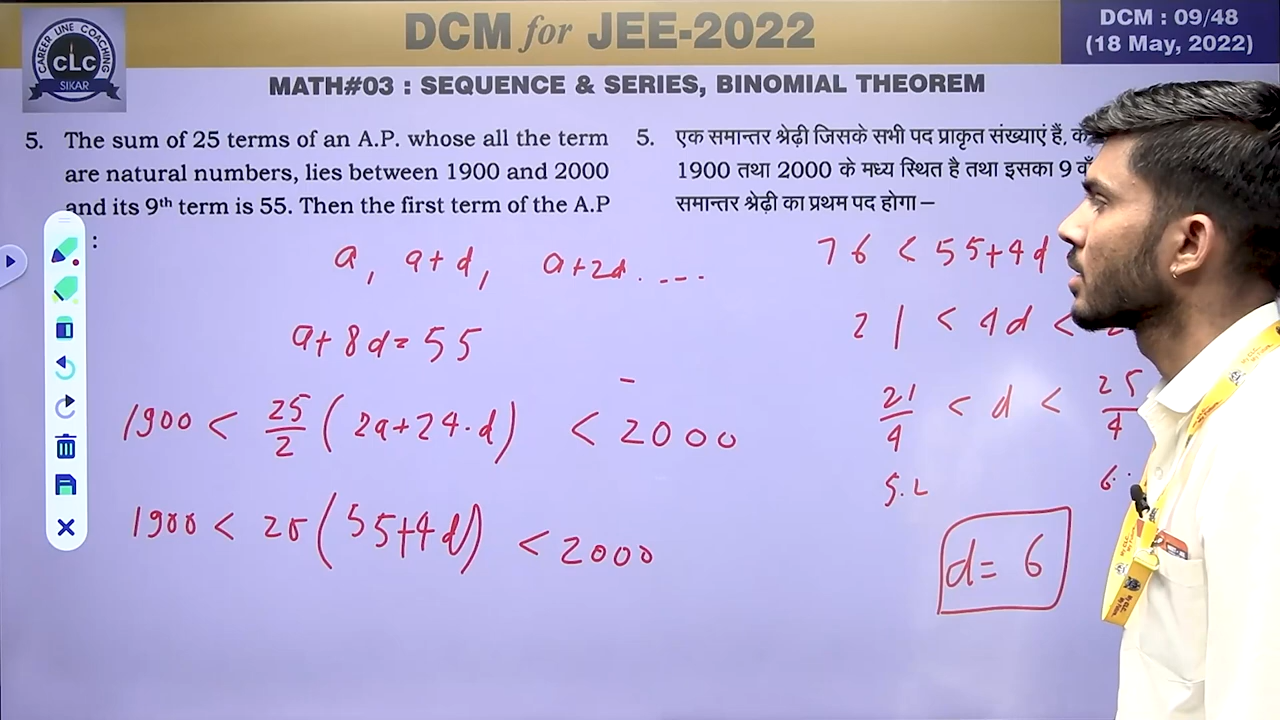 CAREER LINE COACHING
CLC
SIKAR
DCM for JEE-2022
DCM : 09/48
(18 May, 2022)
MATH#03 : SEQUENCE & SERIES, BINOMIAL THEOREM
5. The sum of 25 terms of an A.P. whose all the term
are natural numbers, lies between 1900 and 2000
and its 9th term is 55. Then the first term of the A.P
:
5. एक समान्तर श्रेढ़ी जिसके सभी पद प्राकृत संख्याएं हैं,
1900 तथा 2000 के मध्य स्थित है तथा इसका 9 वाँ
समान्तर श्रेढ़ी का प्रथम पद होगा –
a, a+d, a+2d. ....
a+8d=55
1900 < 25/2 (2a+24·d) < 2000
1900 < 25 (55+4d) < 2000
76 < 55+4d
21 < 4d <
21/4 < d < 25/4
5.2 6.
d= 6